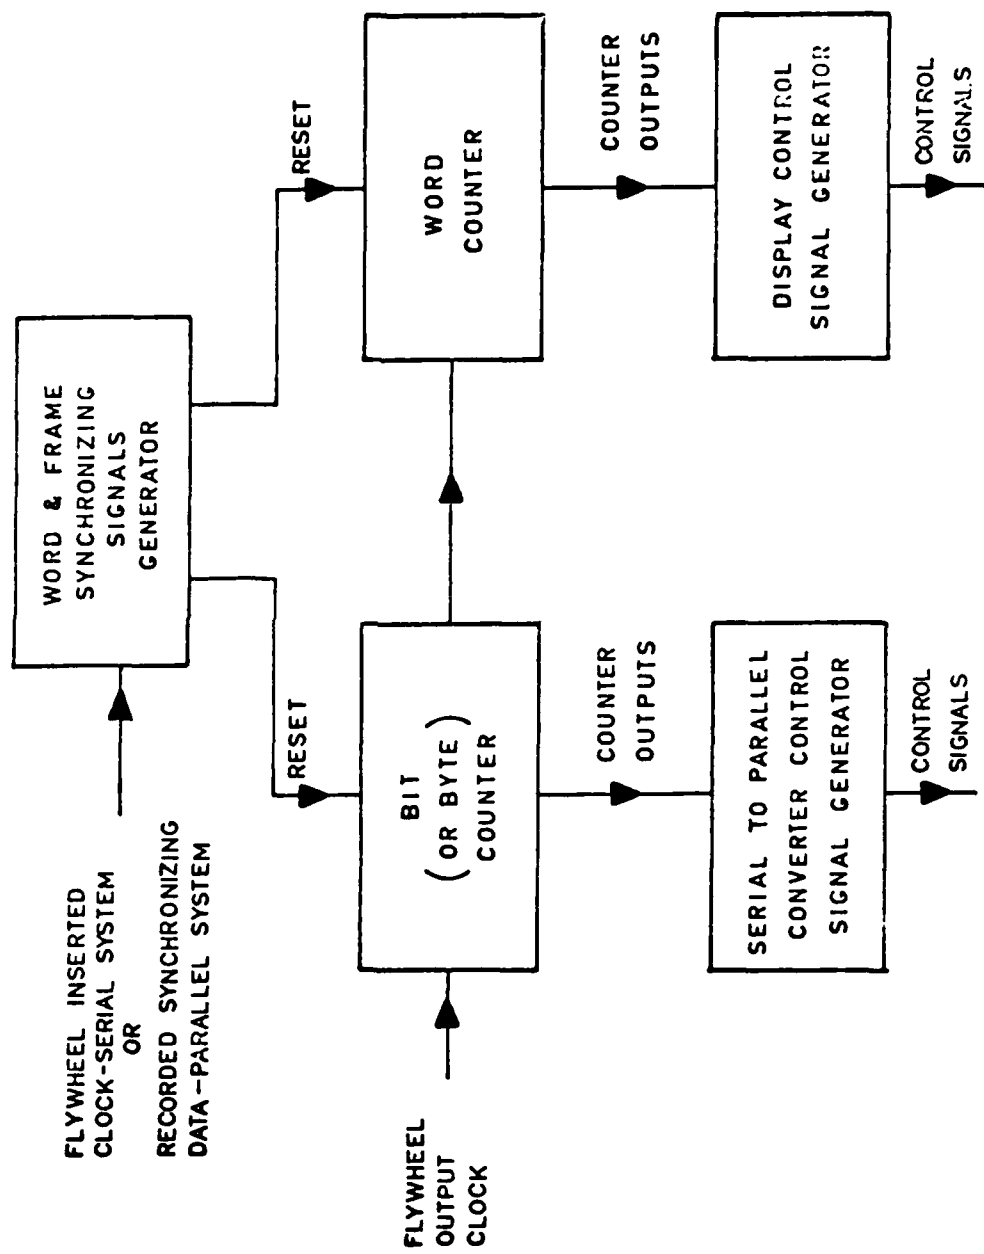 FLYWHEEL INSERTED
CLOCK-SERIAL SYSTEM
OR
RECORDED SYNCHRONIZING
DATA-PARALLEL SYSTEM
WORD & FRAME
SYNCHRONIZING
SIGNALS
GENERATOR
RESET
RESET
FLYWHEEL
OUTPUT
CLOCK
BIT
(OR BYTE)
COUNTER
WORD
COUNTER
COUNTER
OUTPUTS
COUNTER
OUTPUTS
SERIAL TO PARALLEL
CONVERTER CONTROL
SIGNAL GENERATOR
DISPLAY CONTROL
SIGNAL GENERATOR
CONTROL
SIGNALS
CONTROL
SIGNALS